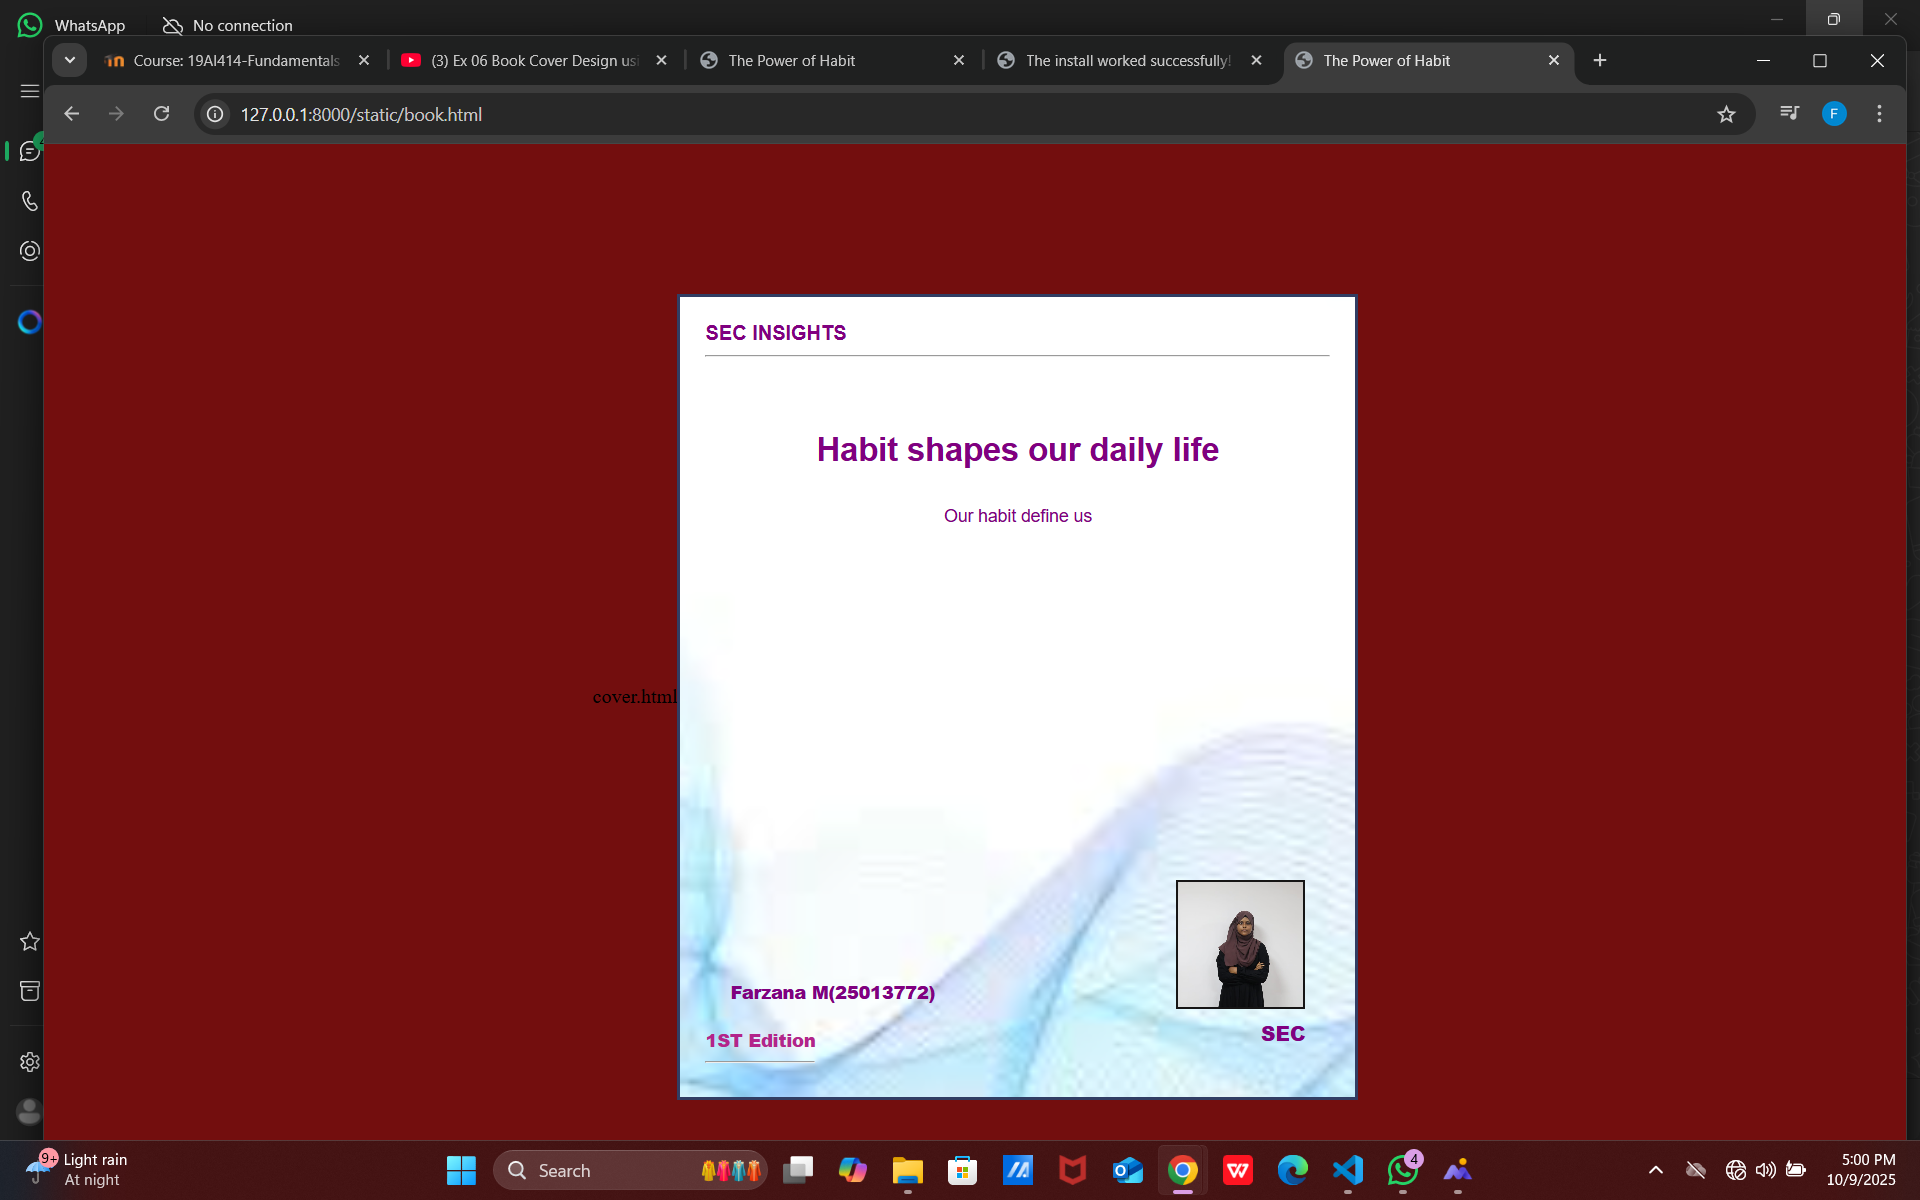 WhatsApp
No connection
Course: 19AI414-Fundamentals
(3) Ex 06 Book Cover Design usi
The Power of Habit
The install worked successfully!
The Power of Habit
127.0.0.1:8000/static/book.html
F
SEC INSIGHTS
Habit shapes our daily life
Our habit define us
cover.html
Farzana M(25013772)
SEC
1ST Edition
9+
Light rain
At night
Search
4
5:00 PM
10/9/2025